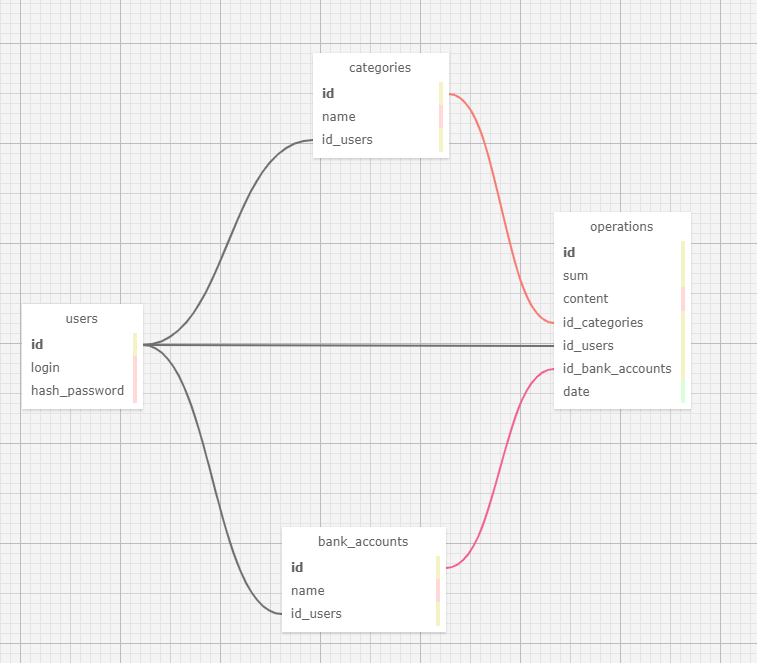 categories
id
name
id_users
operations
id
sum
content
id_categories
id_users
id_bank_accounts
date
users
id
login
hash_password
bank_accounts
id
name
id_users